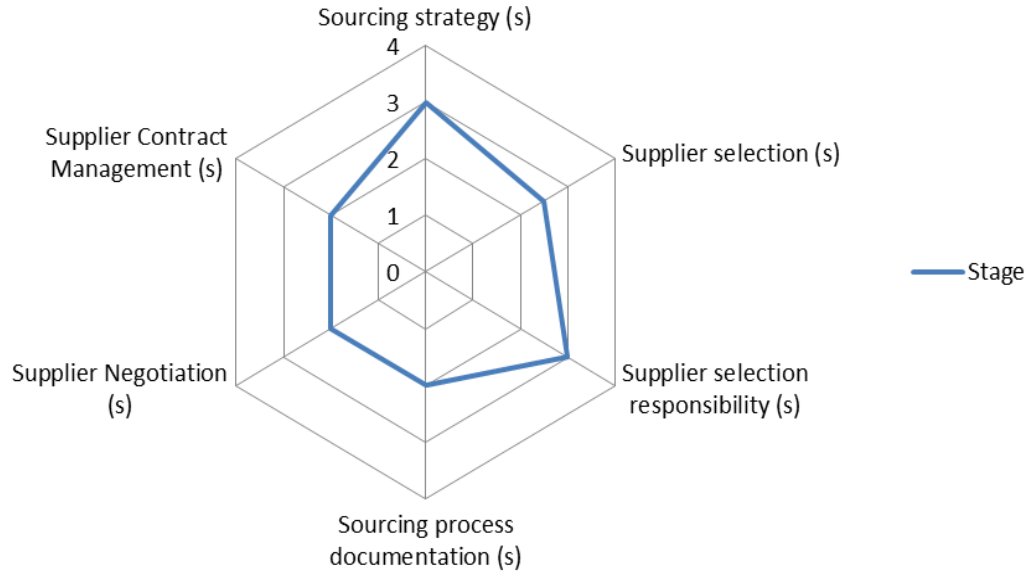 Sourcing strategy (s)
4
3
2
1
0
Supplier selection (s)
Supplier selection
responsibility (s)
Sourcing process
documentation (s)
Supplier Negotiation
(s)
Supplier Contract
Management (s)
Stage